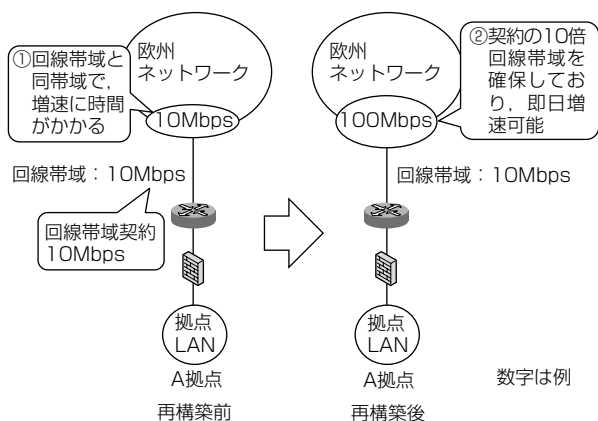 ①回線帯域と
同帯域で，
増速に時間
がかかる
欧州
ネットワーク
10Mbps
回線帯域：10Mbps
回線帯域契約
10Mbps
拠点
LAN
A拠点
再構築前
欧州
ネットワーク
100Mbps
②契約の10倍
回線帯域を
確保してお
り，即日増
速可能
回線帯域：10Mbps
拠点
LAN
A拠点
再構築後
数字は例